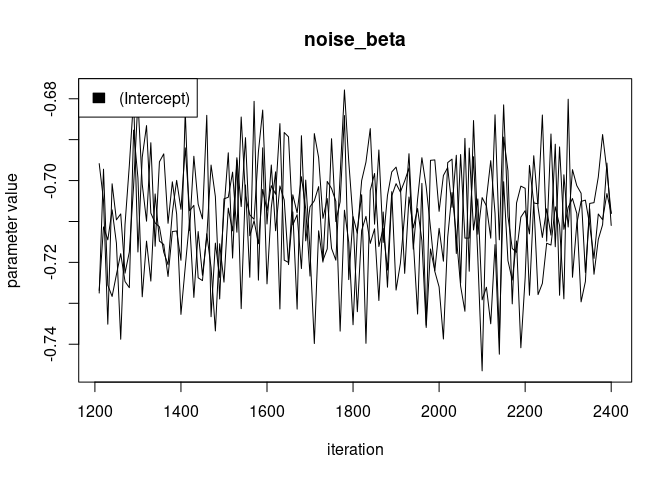 noise_beta
(Intercept)
-0.68
-0.70
-0.72
-0.74
parameter value
1200 1400 1600 1800 2000 2200 2400
iteration